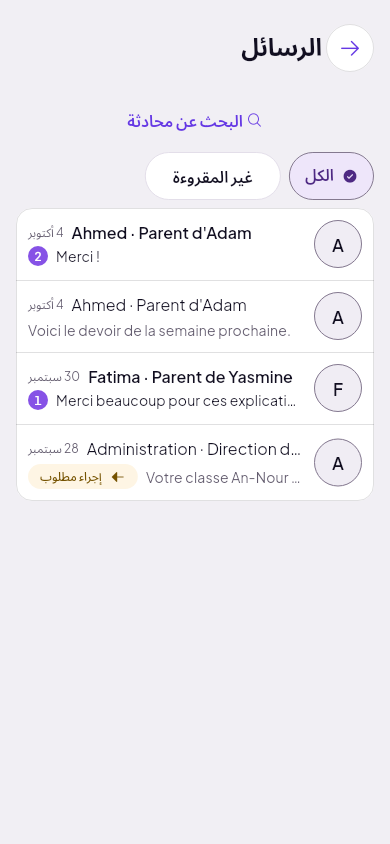 الرسائل
البحث عن محادثة
الكل
غير المقروءة
A
Ahmed · Parent d'Adam
4 أكتوبر
Merci !
2
A
Ahmed · Parent d'Adam
4 أكتوبر
Voici le devoir de la semaine prochaine.
F
Fatima · Parent de Yasmine
30 سبتمبر
Merci beaucoup pour ces explicati…
1
A
Administration · Direction d…
28 سبتمبر
Votre classe An-Nour …
إجراء مطلوب